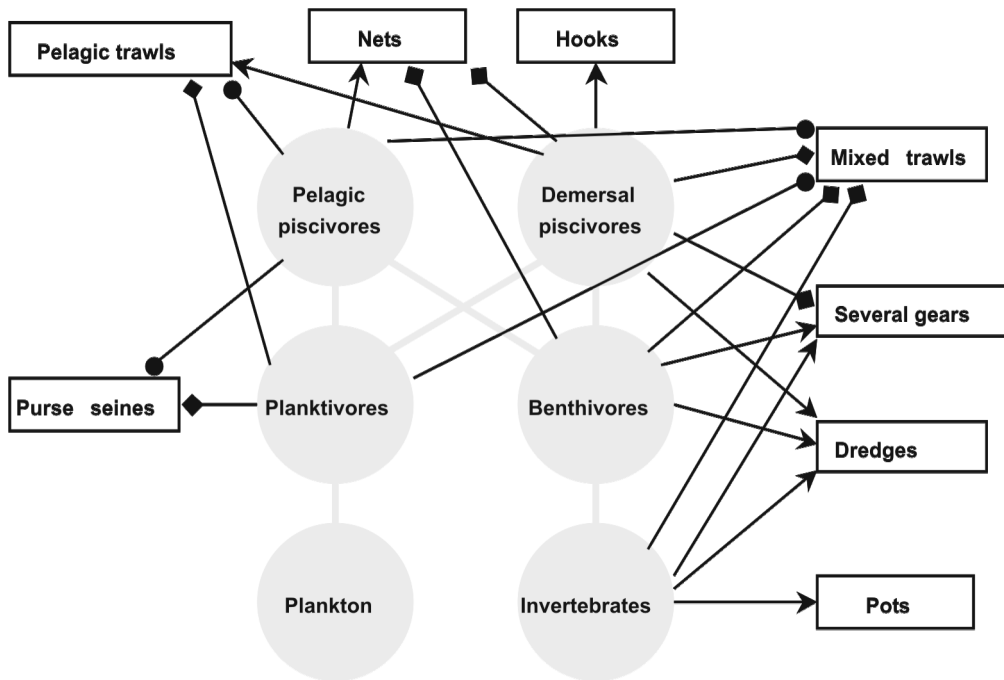 Pelagic trawls
Nets
Hooks
Mixed trawls
Pelagic
piscivores
Demersal
piscivores
Several gears
Purse seines
Planktivores
Benthivores
Dredges
Plankton
Invertebrates
Pots